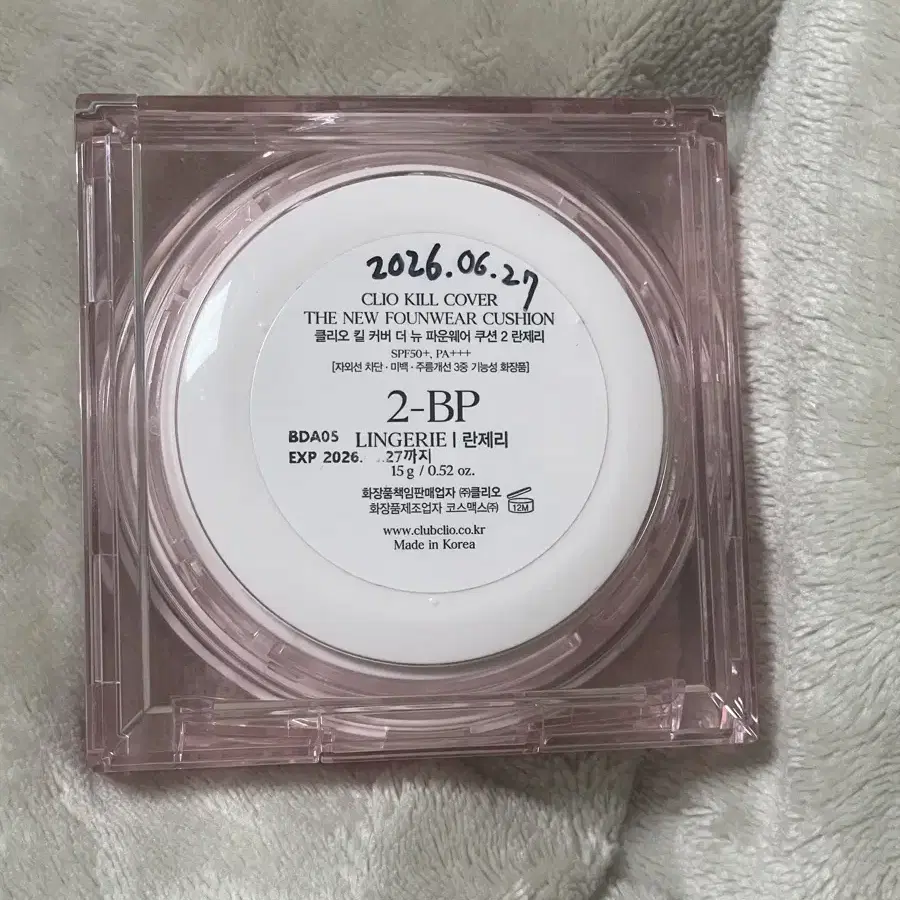 2026.06.27
CLIO KILL COVER
THE NEW FOUNWEAR CUSHION
클리오 킬 커버 더 뉴 파운웨어 쿠션 2 란제리
SPF50+, PA+++
[자외선 차단 · 미백 · 주름개선 3중 기능성 화장품]
2-BP
BDA05 LINGERIE | 란제리
EXP 2026. .27까지
15 g / 0.52 oz.
화장품책임판매업자 ㈜클리오
화장품제조업자 코스맥스㈜ 12M
www.clubclio.co.kr
Made in Korea